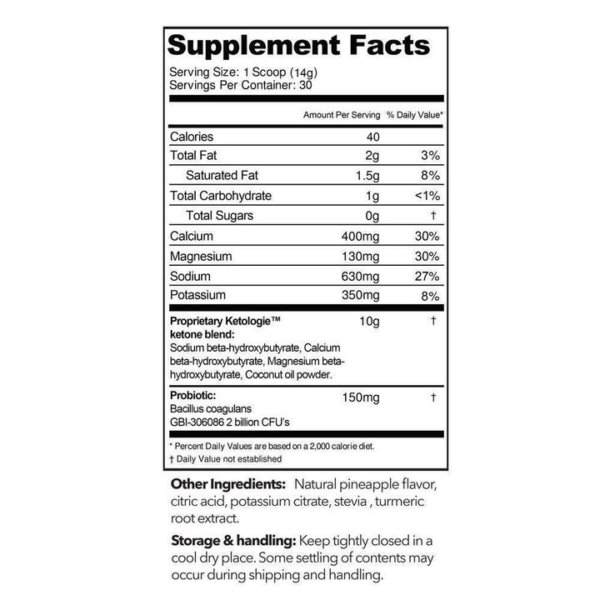 Supplement Facts
Serving Size: 1 Scoop (14g)
Servings Per Container: 30
Amount Per Serving % Daily Value*
Calories 40
Total Fat 2g 3%
Saturated Fat 1.5g 8%
Total Carbohydrate 1g <1%
Total Sugars 0g †
Calcium 400mg 30%
Magnesium 130mg 30%
Sodium 630mg 27%
Potassium 350mg 8%
Proprietary Ketologie™ 10g †
ketone blend:
Sodium beta-hydroxybutyrate, Calcium
beta-hydroxybutyrate, Magnesium beta-
hydroxybutyrate, Coconut oil powder.
Probiotic: 150mg †
Bacillus coagulans
GBI-306086 2 billion CFU's
* Percent Daily Values are based on a 2,000 calorie diet.
† Daily Value not established
Other Ingredients: Natural pineapple flavor,
citric acid, potassium citrate, stevia , turmeric
root extract.
Storage & handling: Keep tightly closed in a
cool dry place. Some settling of contents may
occur during shipping and handling.